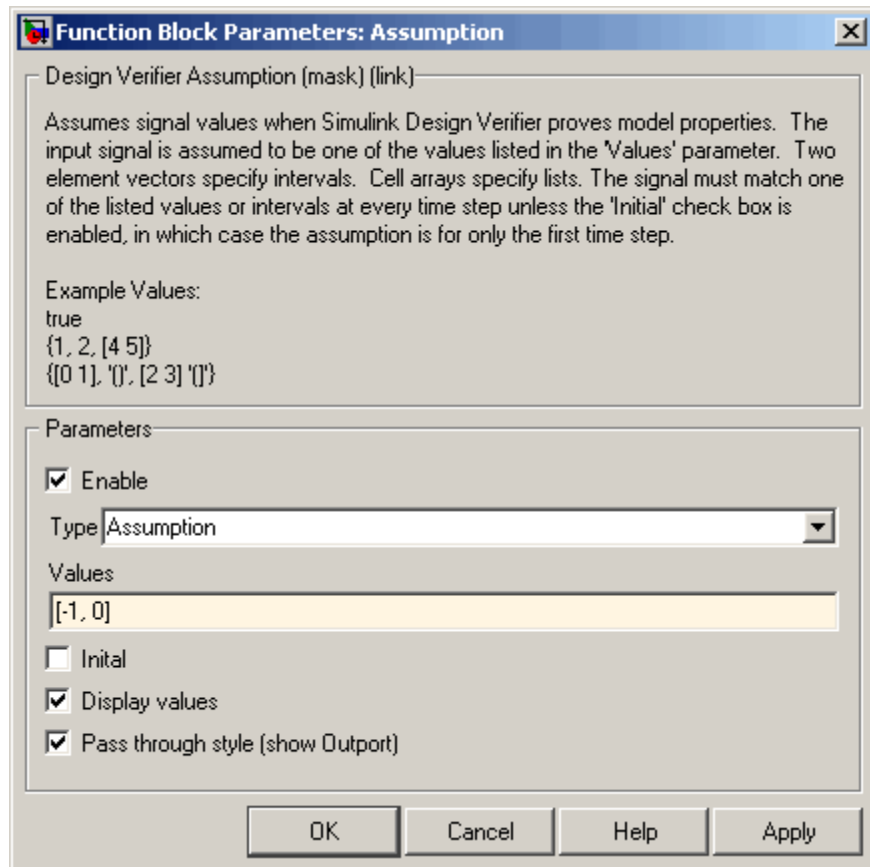 Function Block Parameters: Assumption
Design Verifier Assumption (mask) (link)
Assumes signal values when Simulink Design Verifier proves model properties.  The
input signal is assumed to be one of the values listed in the 'Values' parameter.  Two
element vectors specify intervals.  Cell arrays specify lists. The signal must match one
of the listed values or intervals at every time step unless the 'Initial' check box is
enabled, in which case the assumption is for only the first time step.
Example Values:
true
{1, 2, [4 5]}
{[0 1], '()', [2 3] '(]'}
Parameters
Enable
Type Assumption
Values
[-1, 0]
Inital
Display values
Pass through style (show Outport)
OK Cancel Help Apply